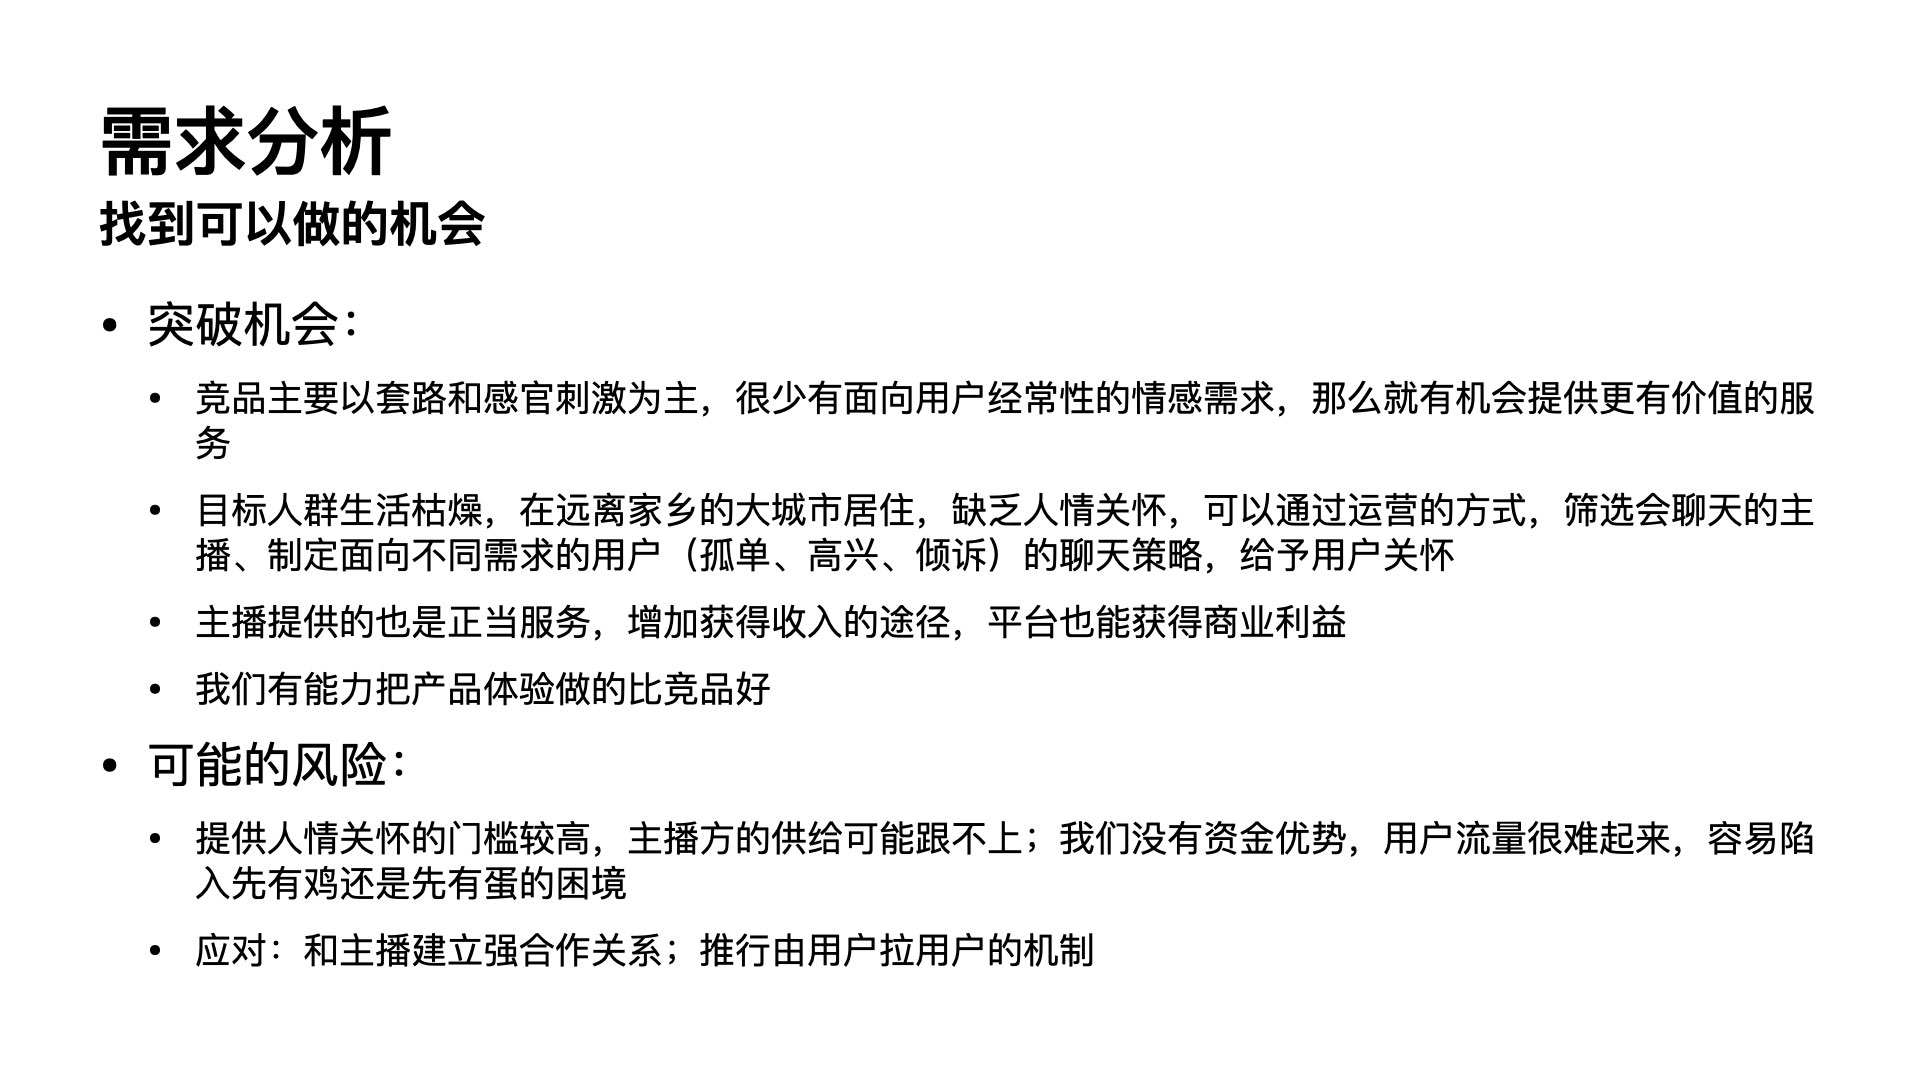 需求分析
找到可以做的机会
• 突破机会：
• 竞品主要以套路和感官刺激为主，很少有面向用户经常性的情感需求，那么就有机会提供更有价值的服
务
• 目标人群生活枯燥，在远离家乡的大城市居住，缺乏人情关怀，可以通过运营的方式，筛选会聊天的主
播、制定面向不同需求的用户（孤单、高兴、倾诉）的聊天策略，给予用户关怀
• 主播提供的也是正当服务，增加获得收入的途径，平台也能获得商业利益
• 我们有能力把产品体验做的比竞品好
• 可能的风险：
• 提供人情关怀的门槛较高，主播方的供给可能跟不上；我们没有资金优势，用户流量很难起来，容易陷
入先有鸡还是先有蛋的困境
• 应对：和主播建立强合作关系；推行由用户拉用户的机制